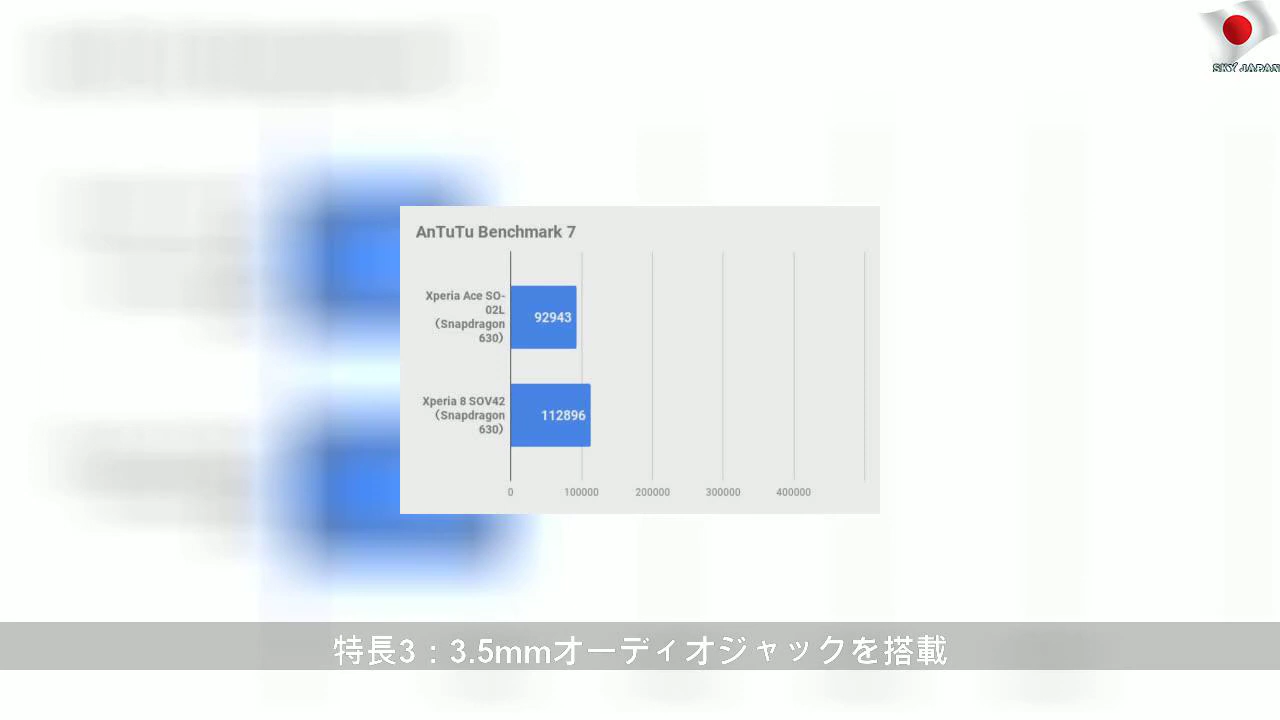 SKY JAPAN
AnTuTu Benchmark 7
Xperia Ace SO-
02L
（Snapdragon
630）
92943
Xperia 8 SOV42
（Snapdragon
630）
112896
0 100000 200000 300000 400000
特長3：3.5mmオーディオジャックを搭載